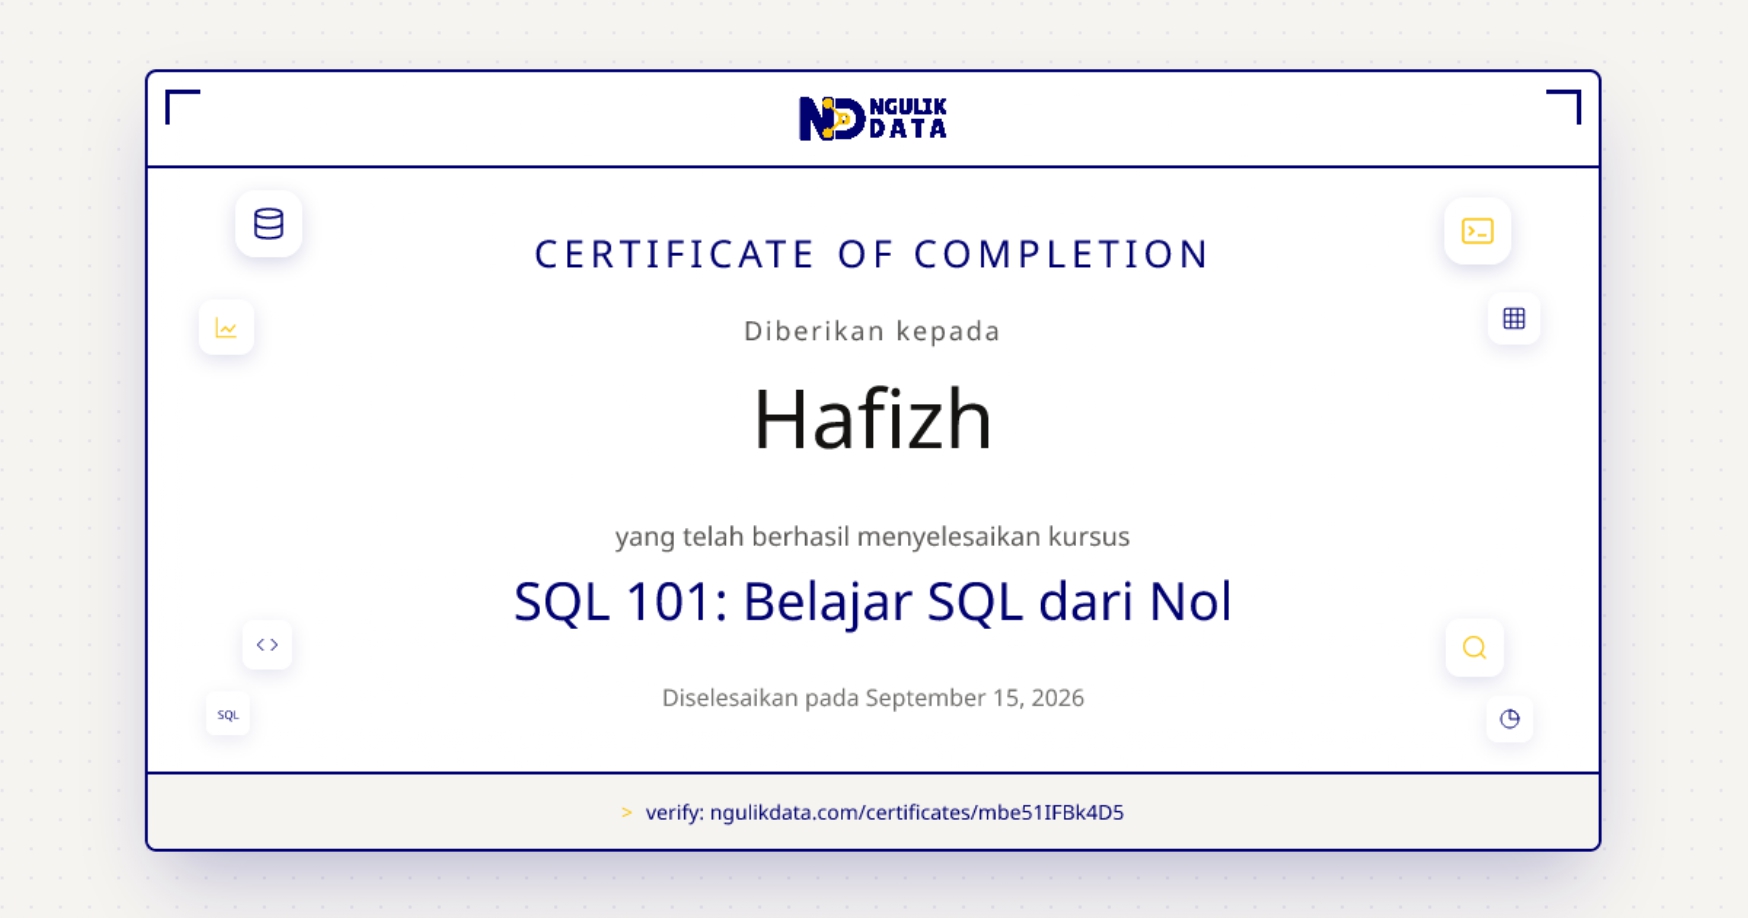 NGULIK
DATA
CERTIFICATE OF COMPLETION
Diberikan kepada
Hafizh
yang telah berhasil menyelesaikan kursus
SQL 101: Belajar SQL dari Nol
SQL
Diselesaikan pada September 15, 2026
> verify: ngulikdata.com/certificates/mbe51IFBk4D5